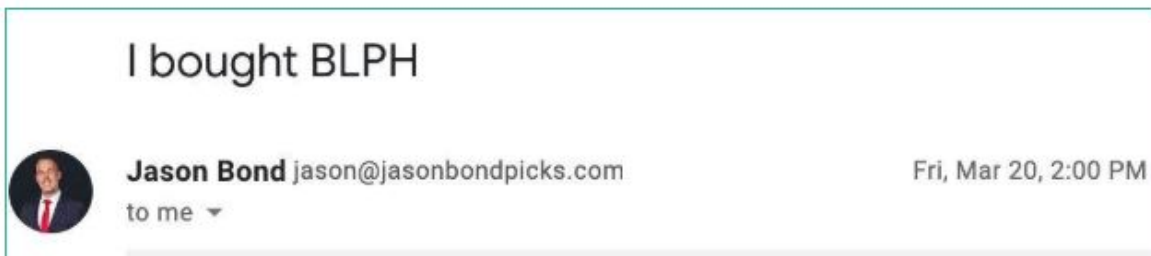 I bought BLPH
Jason Bond jason@jasonbondpicks.com Fri, Mar 20, 2:00 PM
to me